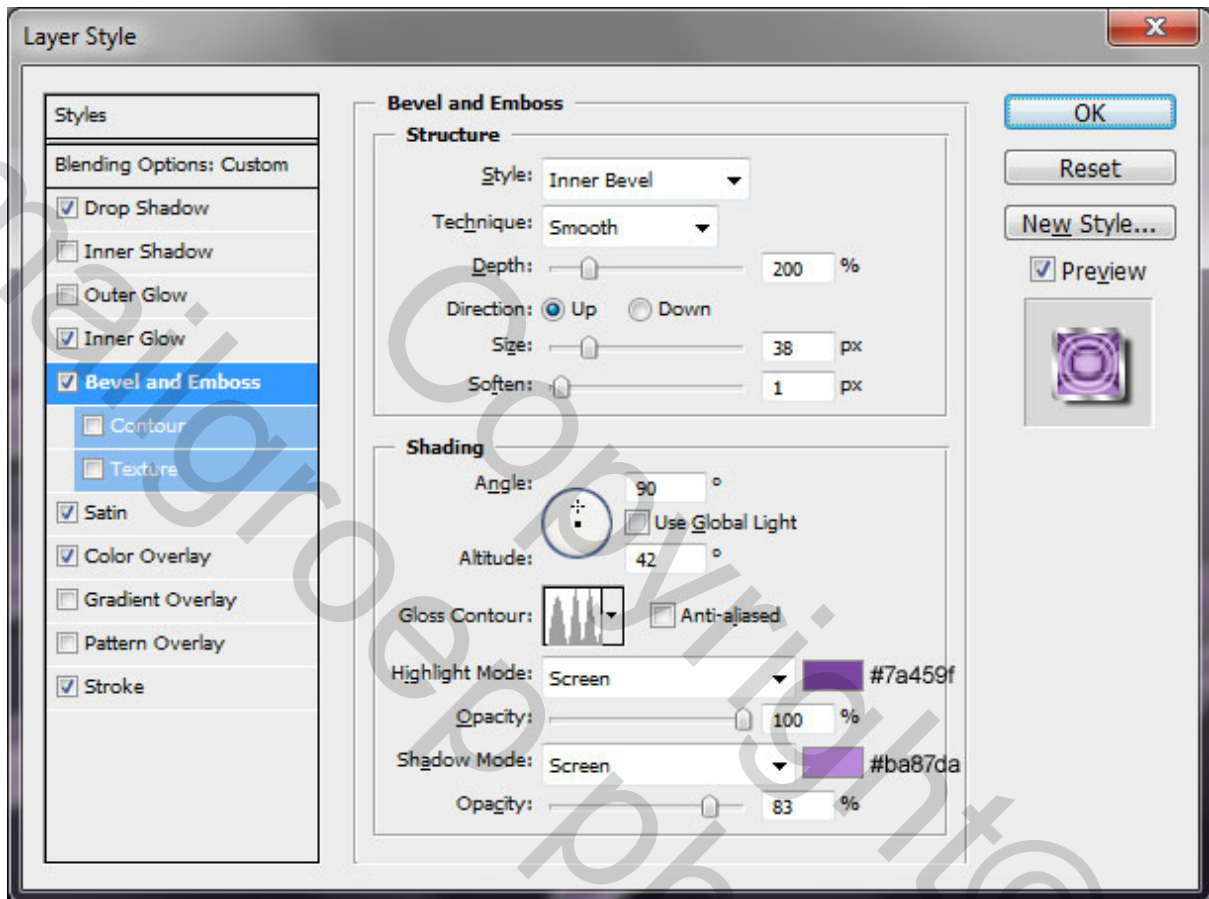 Layer Style
X
Styles
Blending Options: Custom
Drop Shadow
Inner Shadow
Outer Glow
Inner Glow
Bevel and Emboss
Contour
Texture
Satin
Color Overlay
Gradient Overlay
Pattern Overlay
Stroke
Bevel and Emboss
Structure
Style: Inner Bevel
Technique: Smooth
Depth: 200 %
Direction: Up Down
Size: 38 px
Soften: 1 px
Shading
Angle: 90 °
Use Global Light
Altitude: 42 °
Gloss Contour: Anti-aliased
Highlight Mode: Screen #7a459f
Opacity: 100 %
Shadow Mode: Screen #ba87da
Opacity: 83 %
OK
Reset
New Style...
Preview
Copyright©
mailgroep